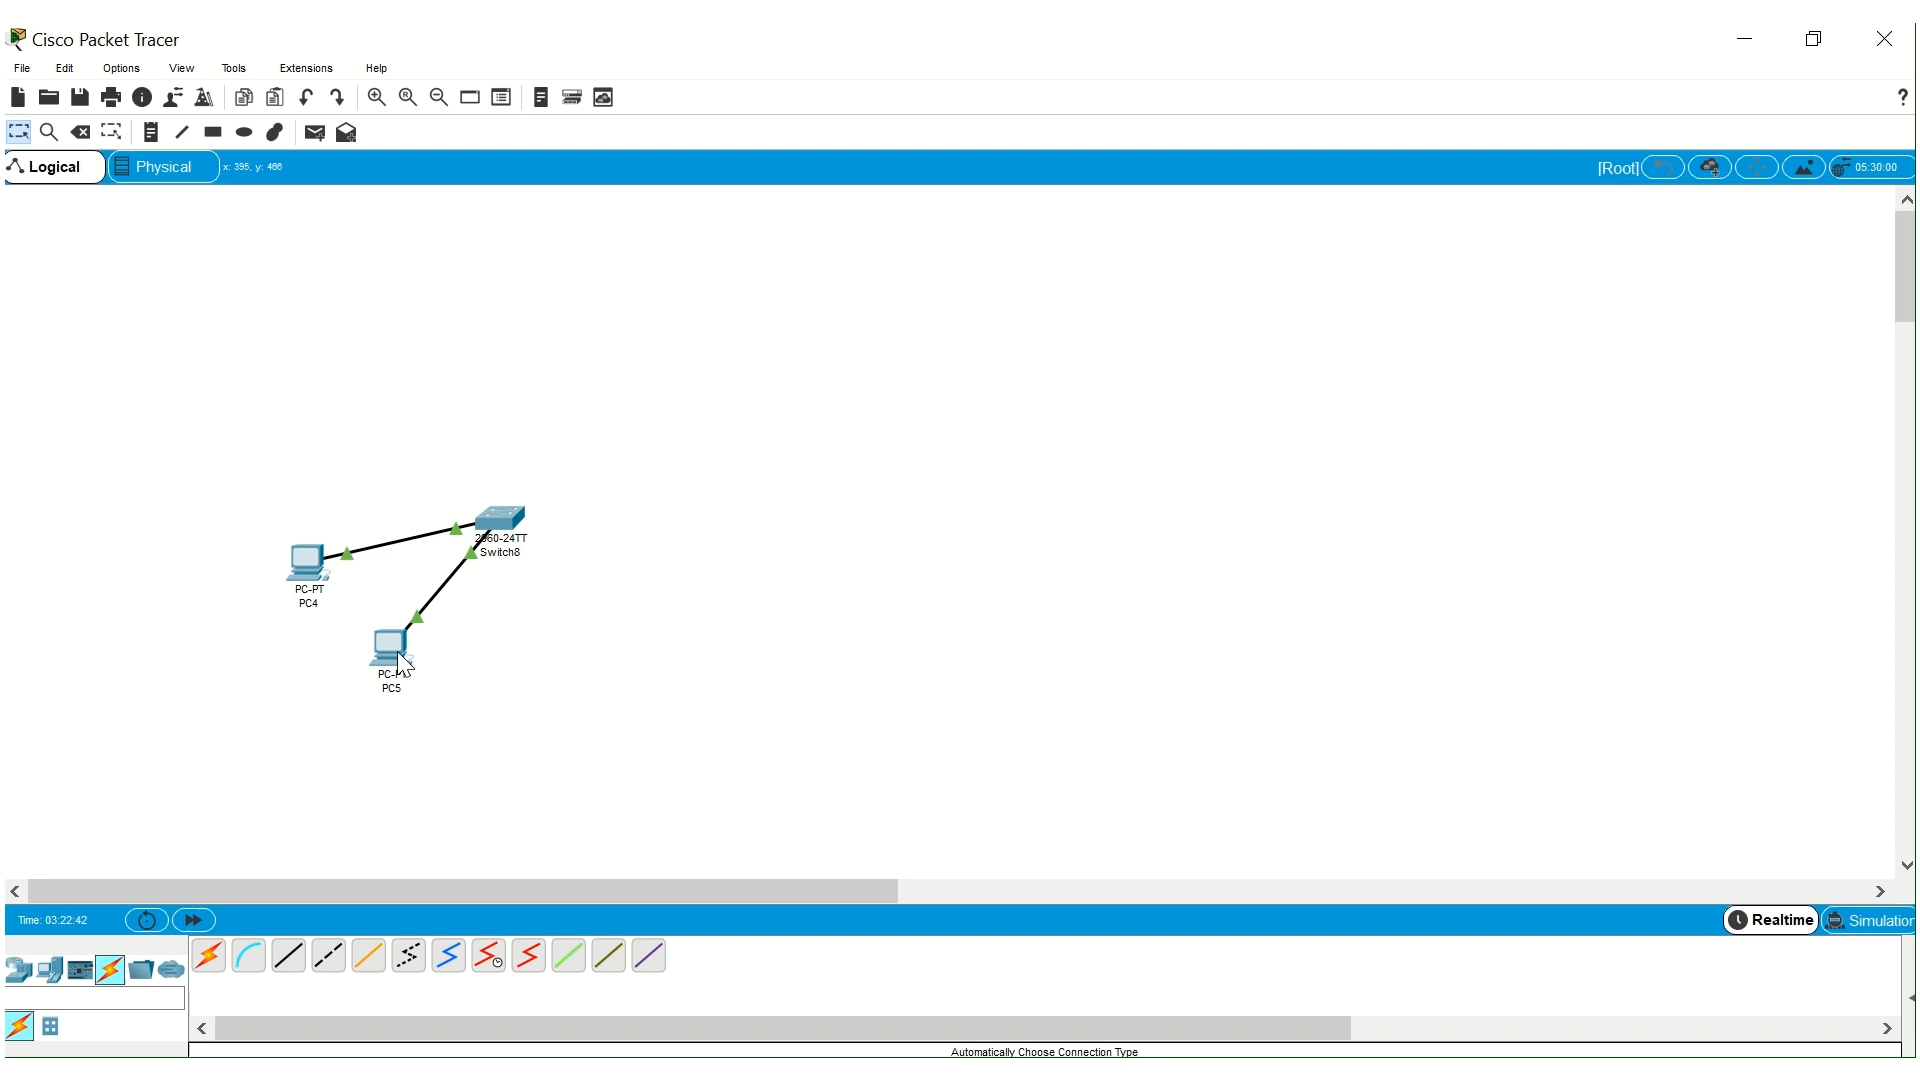 Cisco Packet Tracer
File Edit Options View Tools Extensions Help
Logical Physical x: 395, y: 466 [Root] 05:30:00
2960-24TT
Switch8
PC-PT
PC4
PC5
Time: 03:22:42 Realtime Simulation
Automatically Choose Connection Type